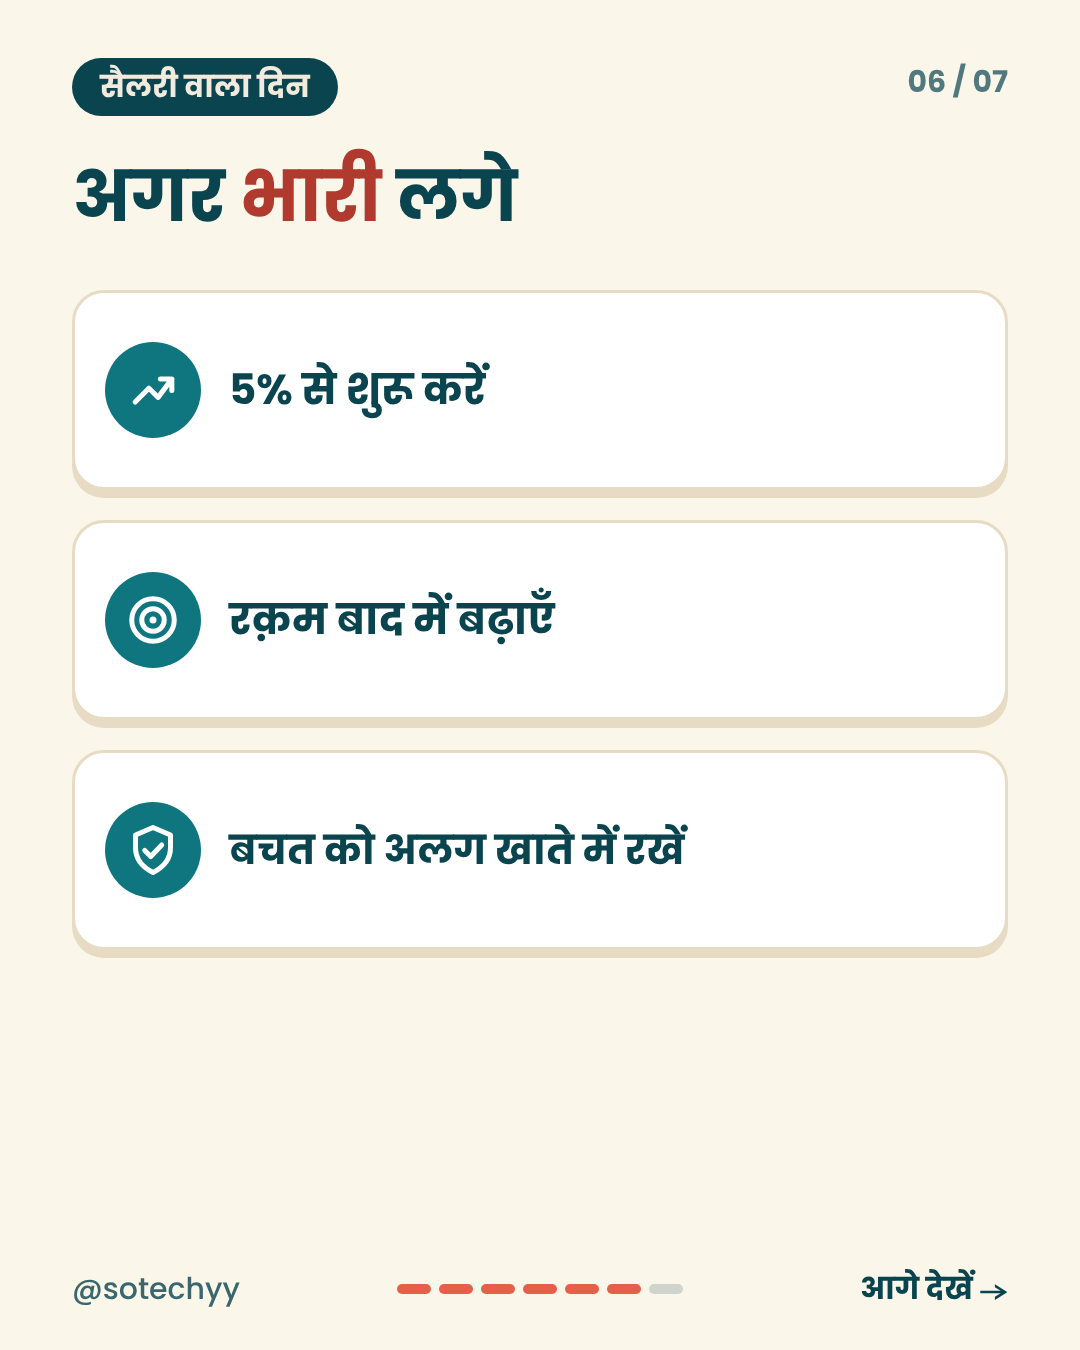 सैलरी वाला दिन
06 / 07
अगर भारी लगे
5% से शुरू करें
रक़म बाद में बढ़ाएँ
बचत को अलग खाते में रखें
@sotechyy
आगे देखें →